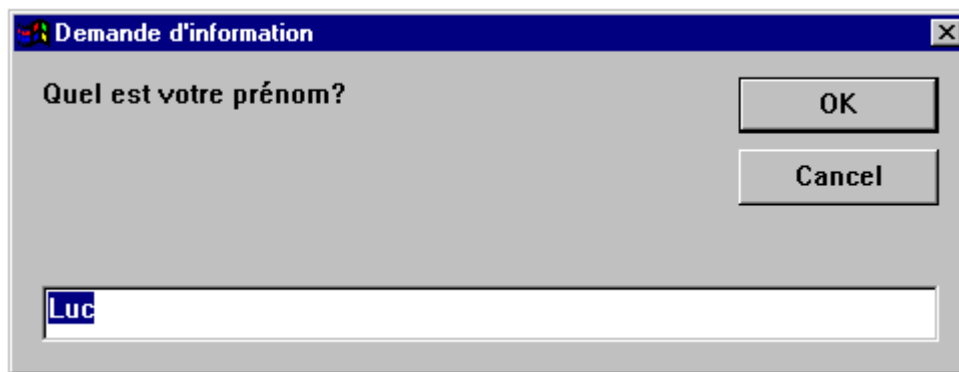 Demande d'information
Quel est votre prénom?
OK
Cancel
Luc